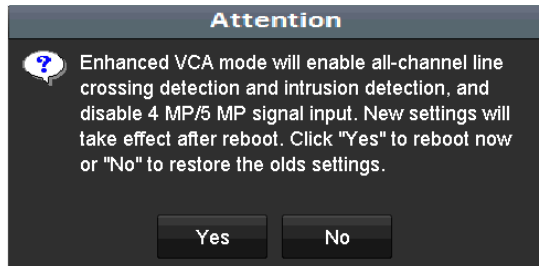 Attention
Enhanced VCA mode will enable all-channel line
crossing detection and intrusion detection, and
disable 4 MP/5 MP signal input. New settings will
take effect after reboot. Click "Yes" to reboot now
or "No" to restore the olds settings.
Yes
No